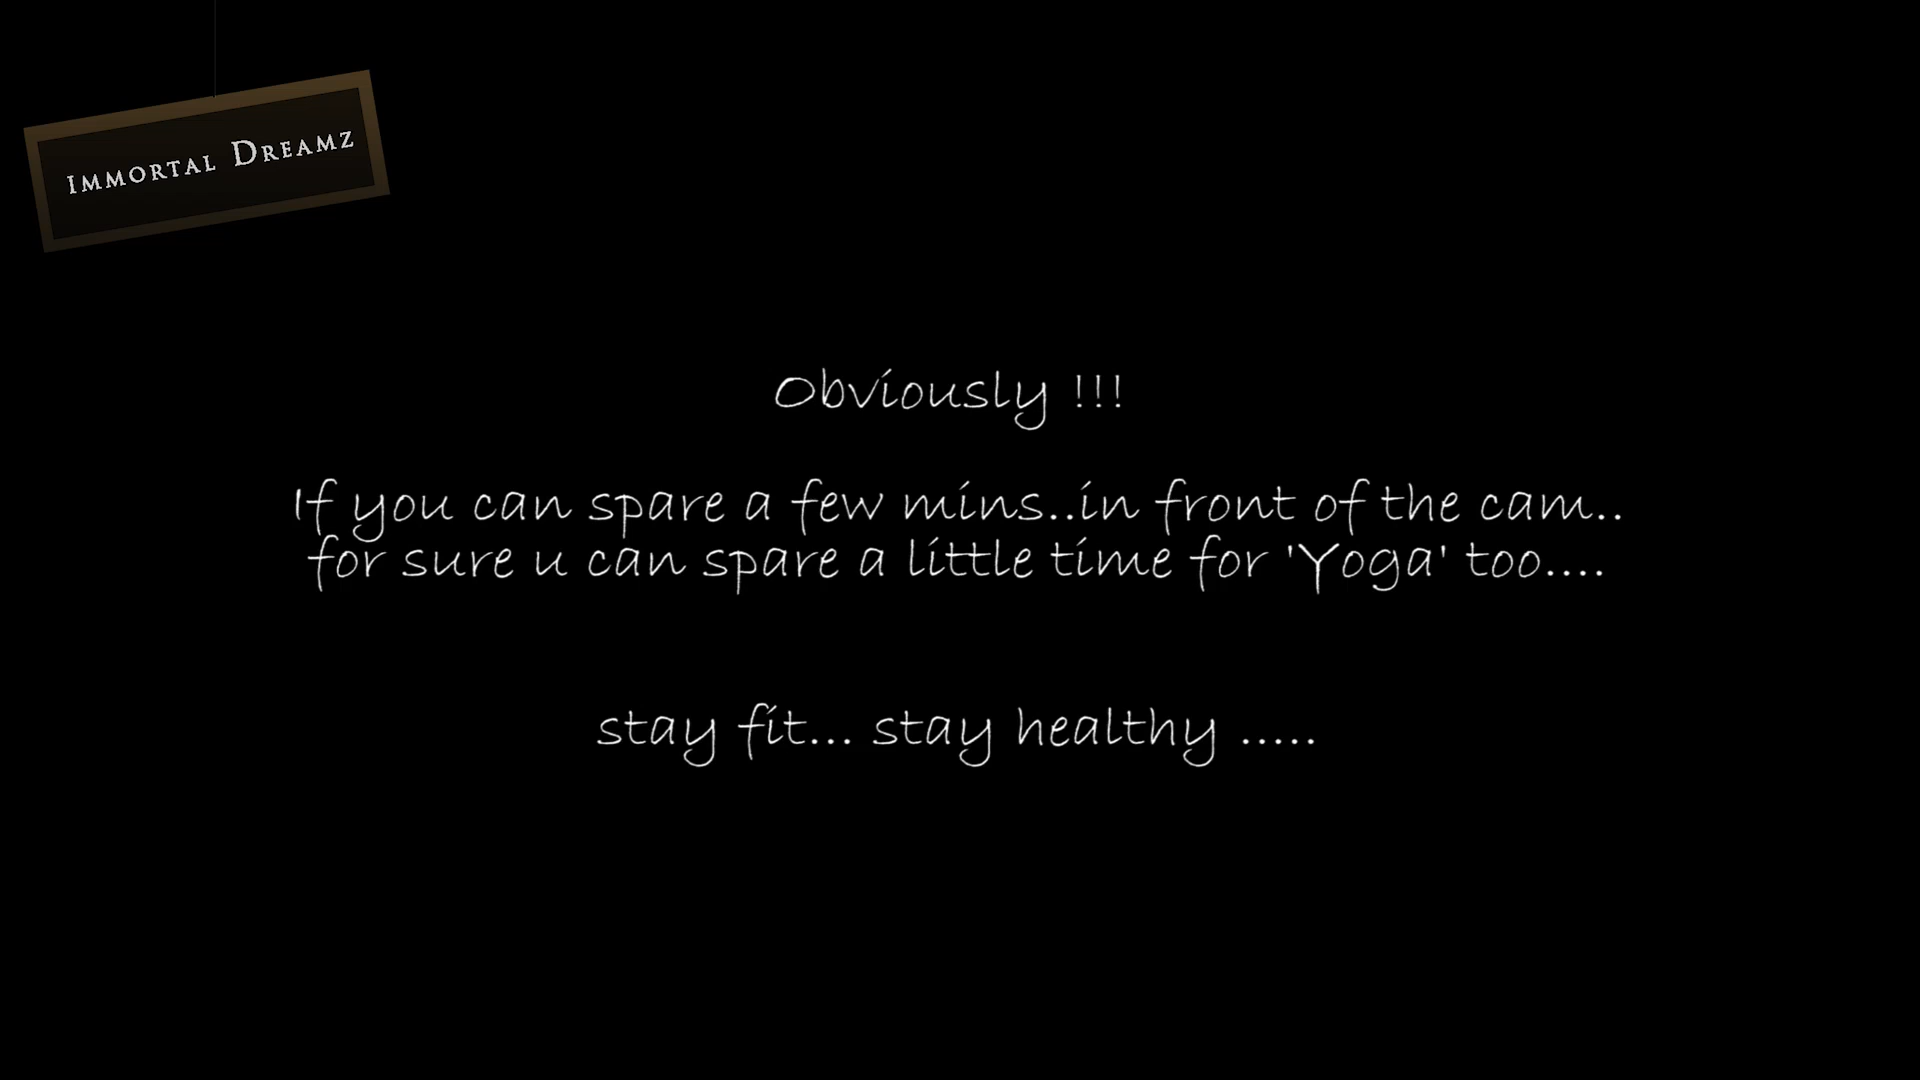 Immortal Dreamz
Obviously !!!
If you can spare a few mins..in front of the cam..
for sure u can spare a little time for 'Yoga' too....
stay fit... stay healthy .....